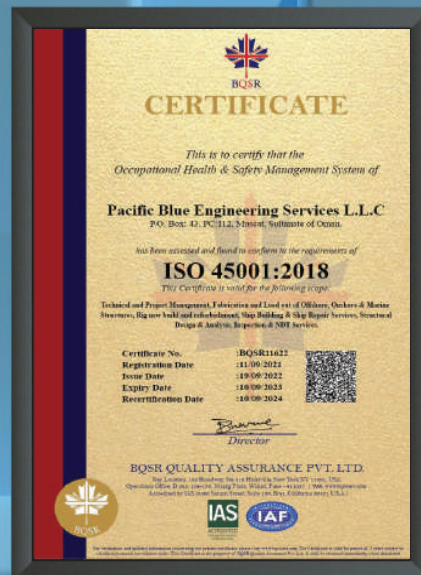 BQSR
CERTIFICATE
This is to certify that the
Occupational Health & Safety Management System of
Pacific Blue Engineering Services L.L.C
P.O. Box: 43, PC:112, Muscat, Sultanate of Oman.
has been assessed and found to conform to the requirements of
ISO 45001:2018
This Certificate is valid for the following scope:
Technical and Project Management, Fabrication and Load out of Offshore, Onshore & Marine
Structures, Rig new build and refurbishment, Ship Building & Ship Repair Services, Structural
Design & Analysis, Inspection & NDT Services.
Certificate No. :BQSR11622
Registration Date :11/09/2021
Issue Date :19/09/2022
Expiry Date :10/09/2023
Recertification Date :10/09/2024
Director
BQSR QUALITY ASSURANCE PVT. LTD.
IAS
ACCREDITED
IAF
BQSR